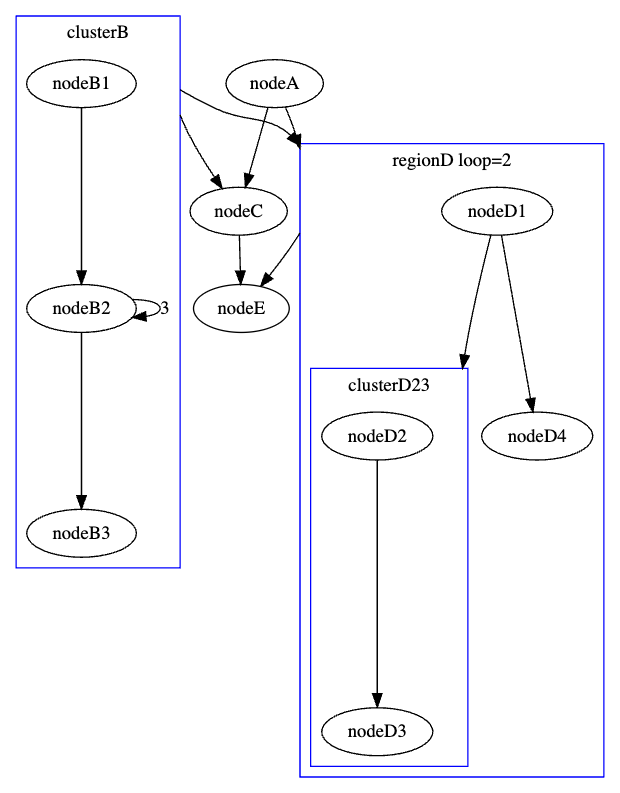 clusterB
nodeB1
nodeA
regionD loop=2
nodeC
nodeD1
nodeB2
3
nodeE
clusterD23
nodeD2
nodeD4
nodeB3
nodeD3